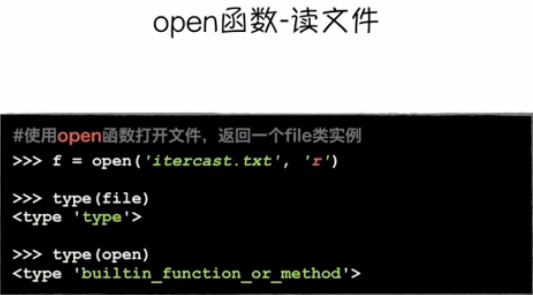 open函数-读文件
#使用open函数打开文件，返回一个file类实例
>>> f = open('itercast.txt', 'r')
>>> type(file)
<type 'type'>
>>> type(open)
<type 'builtin_function_or_method'>